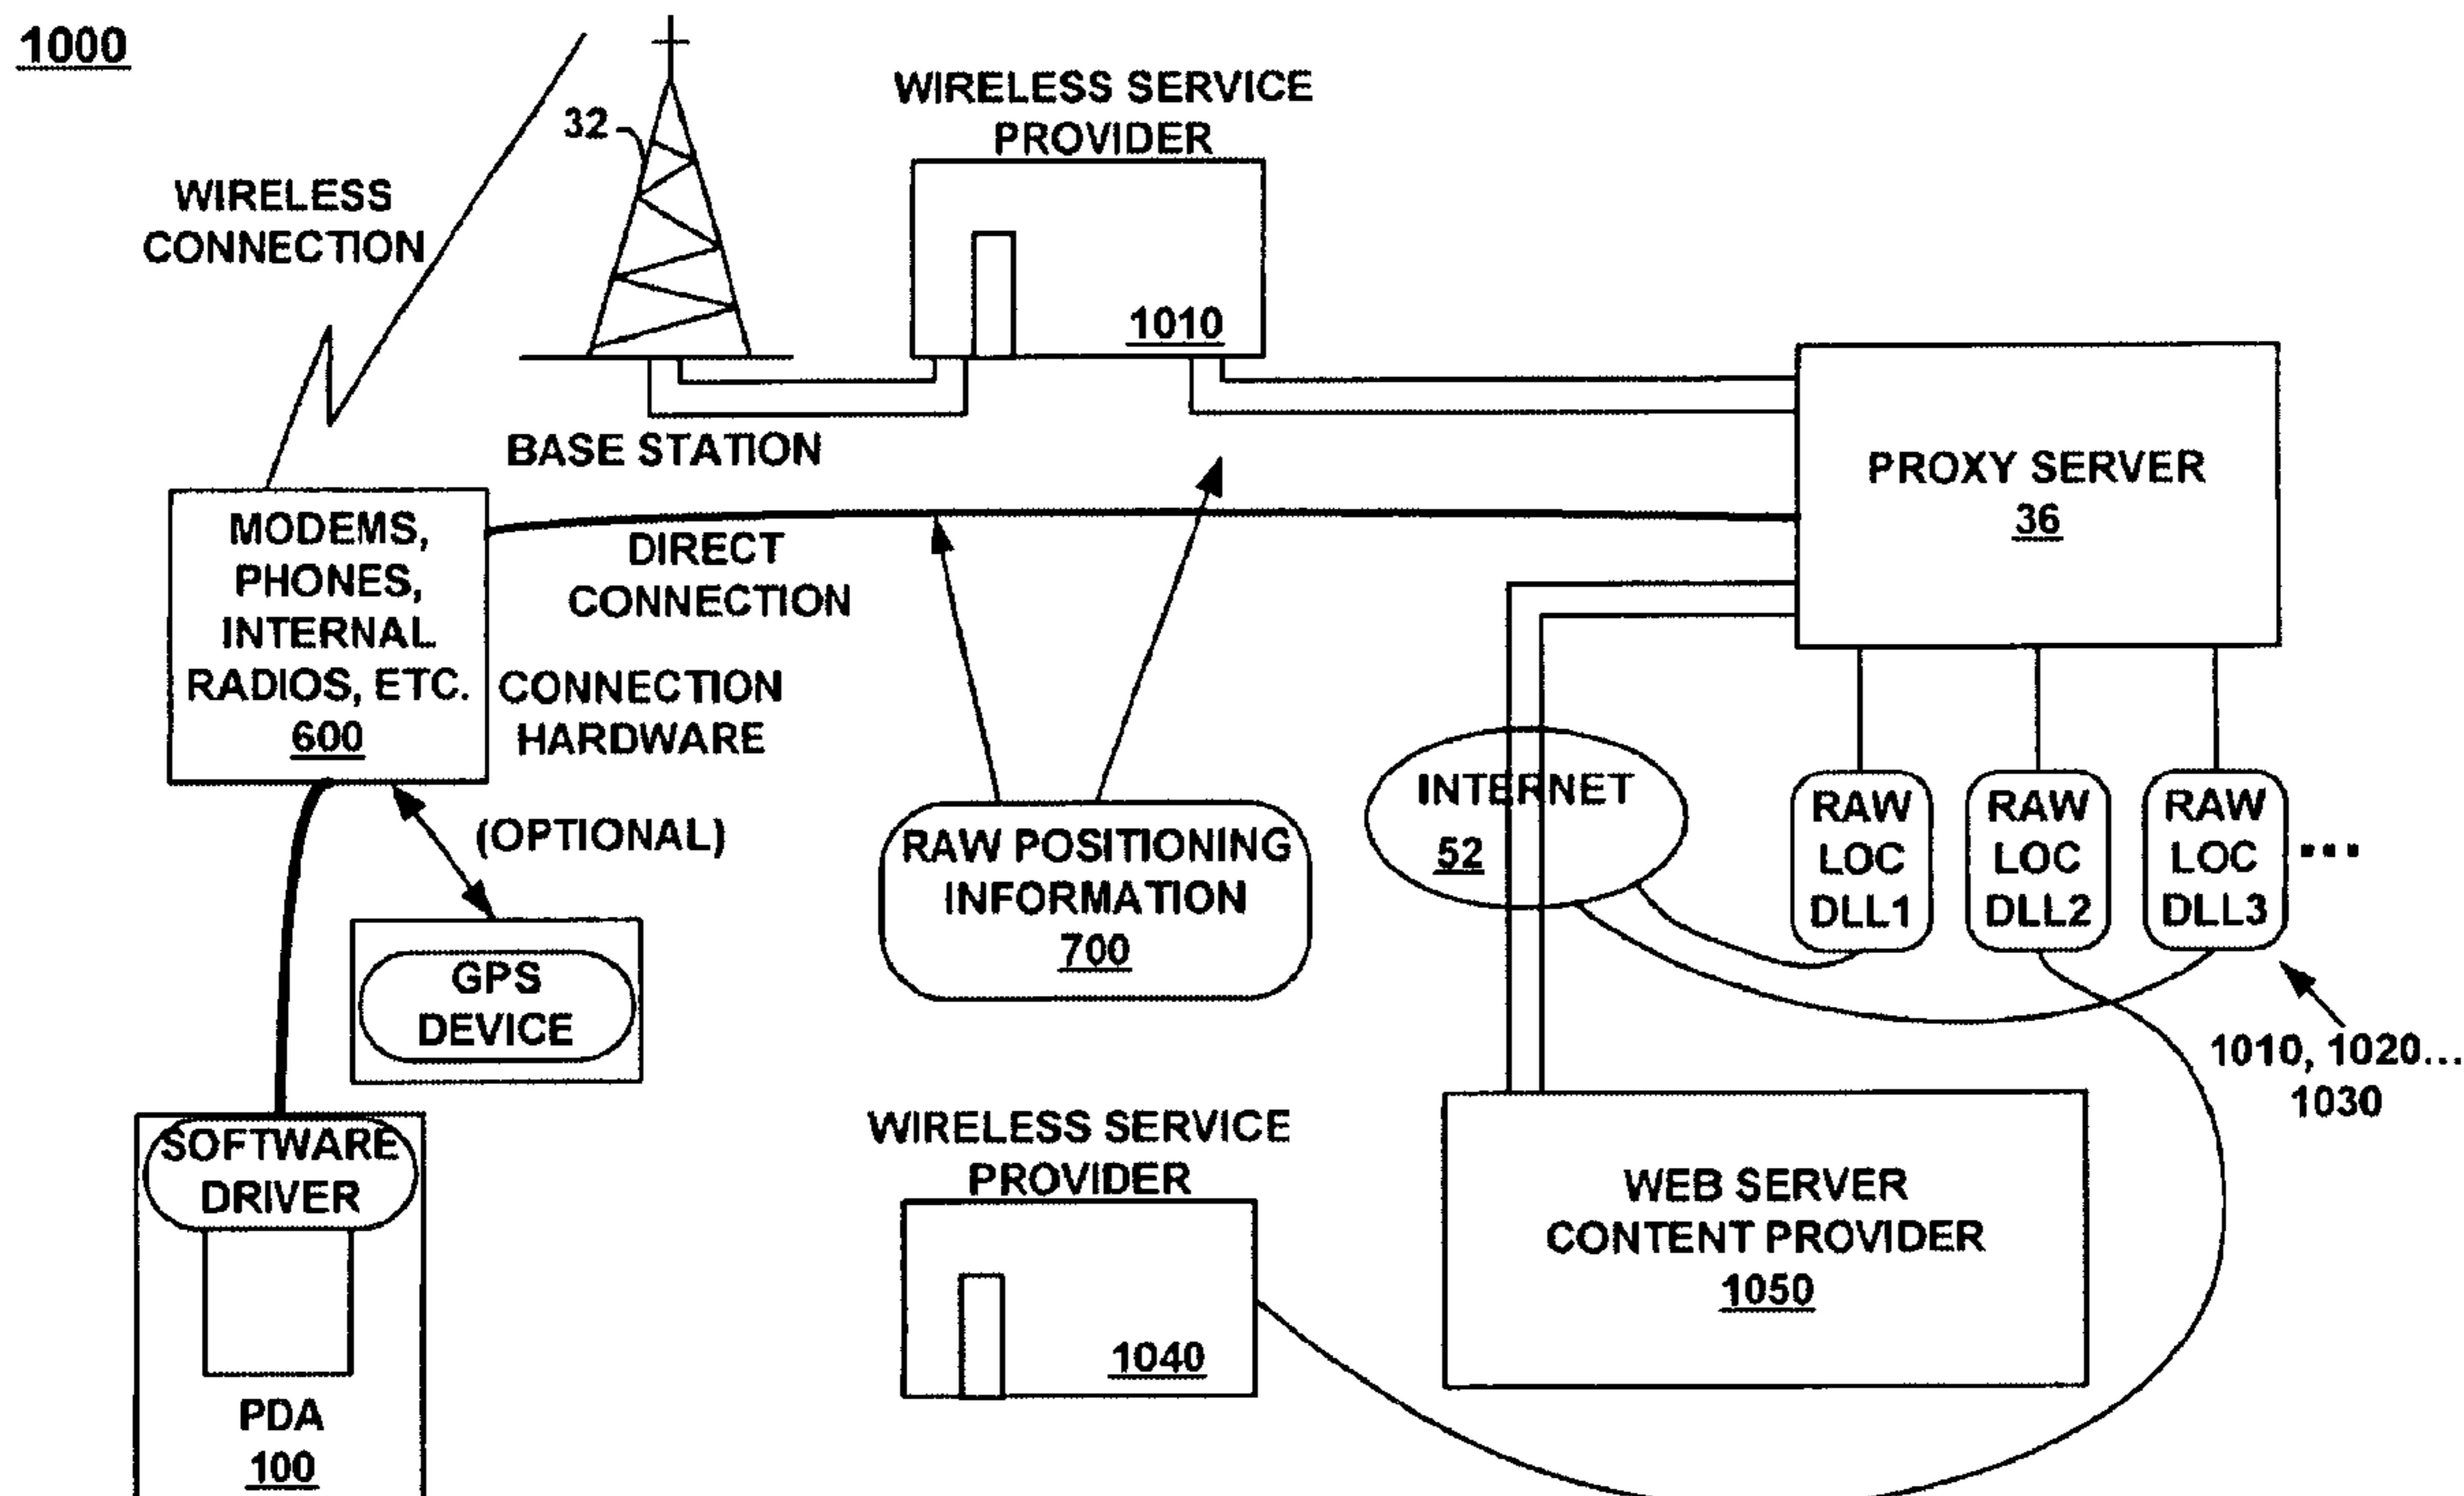 1000
32
WIRELESS SERVICE
PROVIDER
1010
WIRELESS
CONNECTION
BASE STATION
PROXY SERVER
36
MODEMS,
PHONES,
INTERNAL
RADIOS, ETC.
600
DIRECT
CONNECTION
CONNECTION
HARDWARE
(OPTIONAL)
GPS
DEVICE
RAW POSITIONING
INFORMATION
700
INTERNET
52
RAW
LOC
DLL1
RAW
LOC
DLL2
RAW
LOC
DLL3
...
1010, 1020...
1030
SOFTWARE
DRIVER
PDA
100
WIRELESS SERVICE
PROVIDER
1040
WEB SERVER
CONTENT PROVIDER
1050